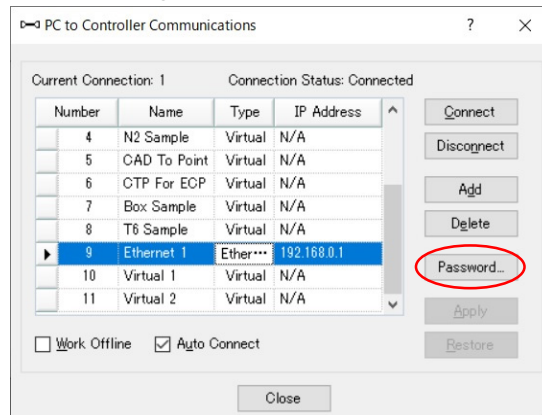 PC to Controller Communications ? ×
Current Connection: 1 Connection Status: Connected
Number Name Type IP Address
4 N2 Sample Virtual N/A
5 CAD To Point Virtual N/A
6 CTP For ECP Virtual N/A
7 Box Sample Virtual N/A
8 T6 Sample Virtual N/A
9 Ethernet 1 Ether… 192.168.0.1
10 Virtual 1 Virtual N/A
11 Virtual 2 Virtual N/A
Connect
Disconnect
Add
Delete
Password...
Apply
Restore
Work Offline Auto Connect
Close